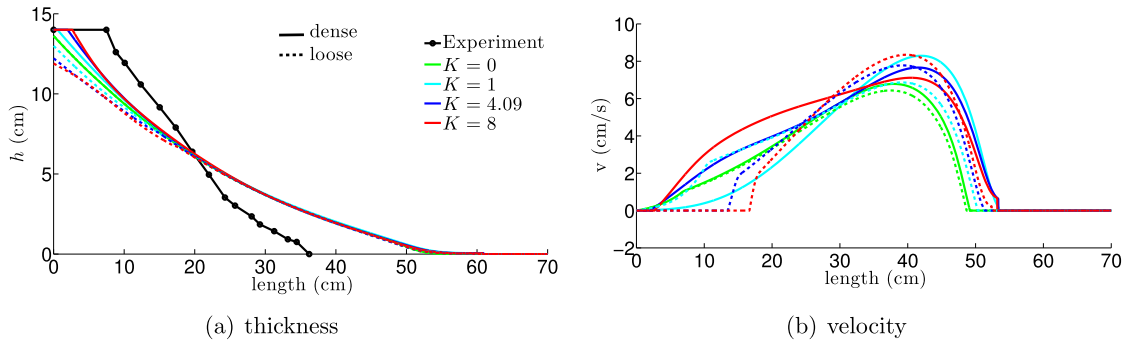 15
10
5
0
0 10 20 30 40 50 60 70
h (cm)
length (cm)
dense
loose
Experiment
K = 0
K = 1
K = 4.09
K = 8
(a) thickness
10
8
6
4
2
0
−2
0 10 20 30 40 50 60 70
v (cm/s)
length (cm)
(b) velocity